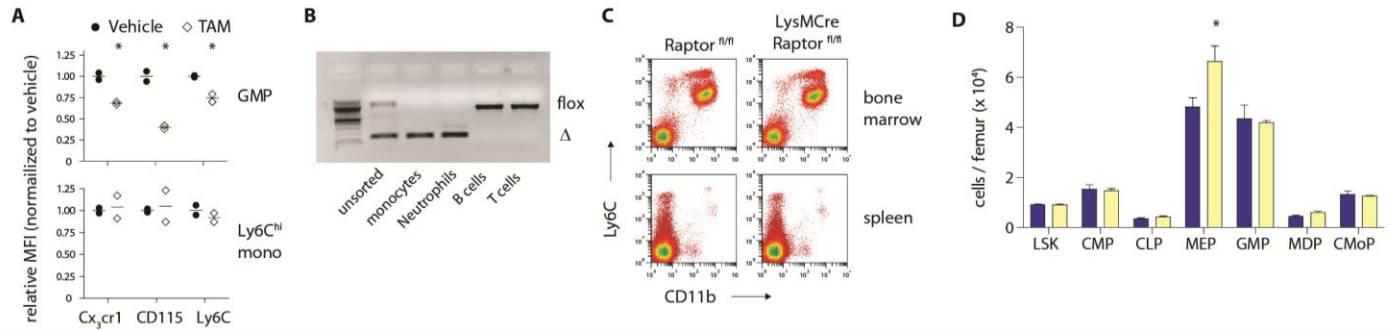 A
● Vehicle ◇ TAM
* * *
1.25
1.00
0.75
0.50
0.25
0
GMP
1.25
1.00
0.75
0.50
0.25
0
Ly6Chi
mono
relative MFI (normailized to vehicle)
Cx3cr1 CD115 Ly6C
B
flox
Δ
unsorted
monocytes
Neutrophils
B cells
T cells
C
Raptor fl/fl
LysMCre
Raptor fl/fl
bone
marrow
spleen
Ly6C
CD11b
D
*
8
6
4
2
0
cells / femur (x 10⁴)
LSK CMP CLP MEP GMP MDP CMoP